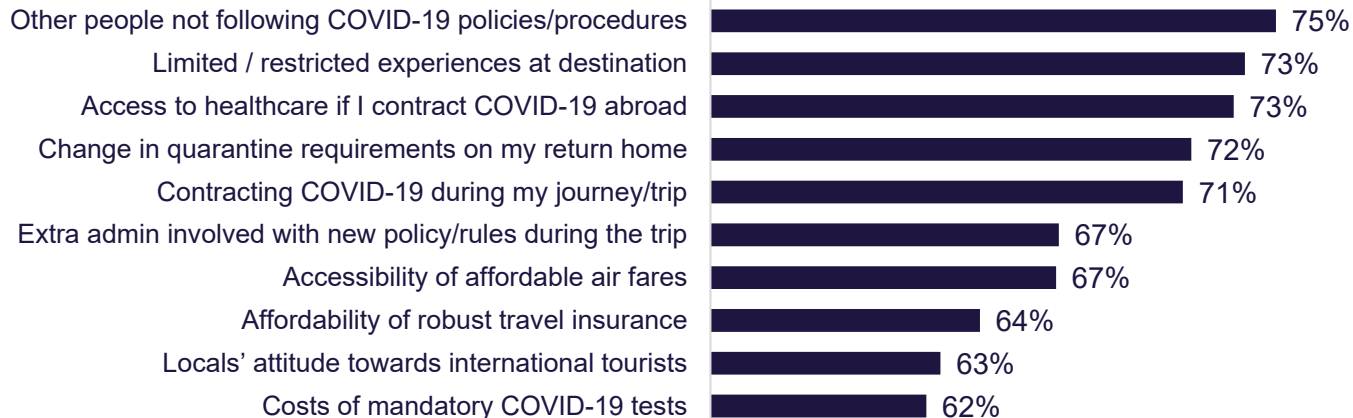 Other people not following COVID-19 policies/procedures 75%
Limited / restricted experiences at destination 73%
Access to healthcare if I contract COVID-19 abroad 73%
Change in quarantine requirements on my return home 72%
Contracting COVID-19 during my journey/trip 71%
Extra admin involved with new policy/rules during the trip 67%
Accessibility of affordable air fares 67%
Affordability of robust travel insurance 64%
Locals’ attitude towards international tourists 63%
Costs of mandatory COVID-19 tests 62%